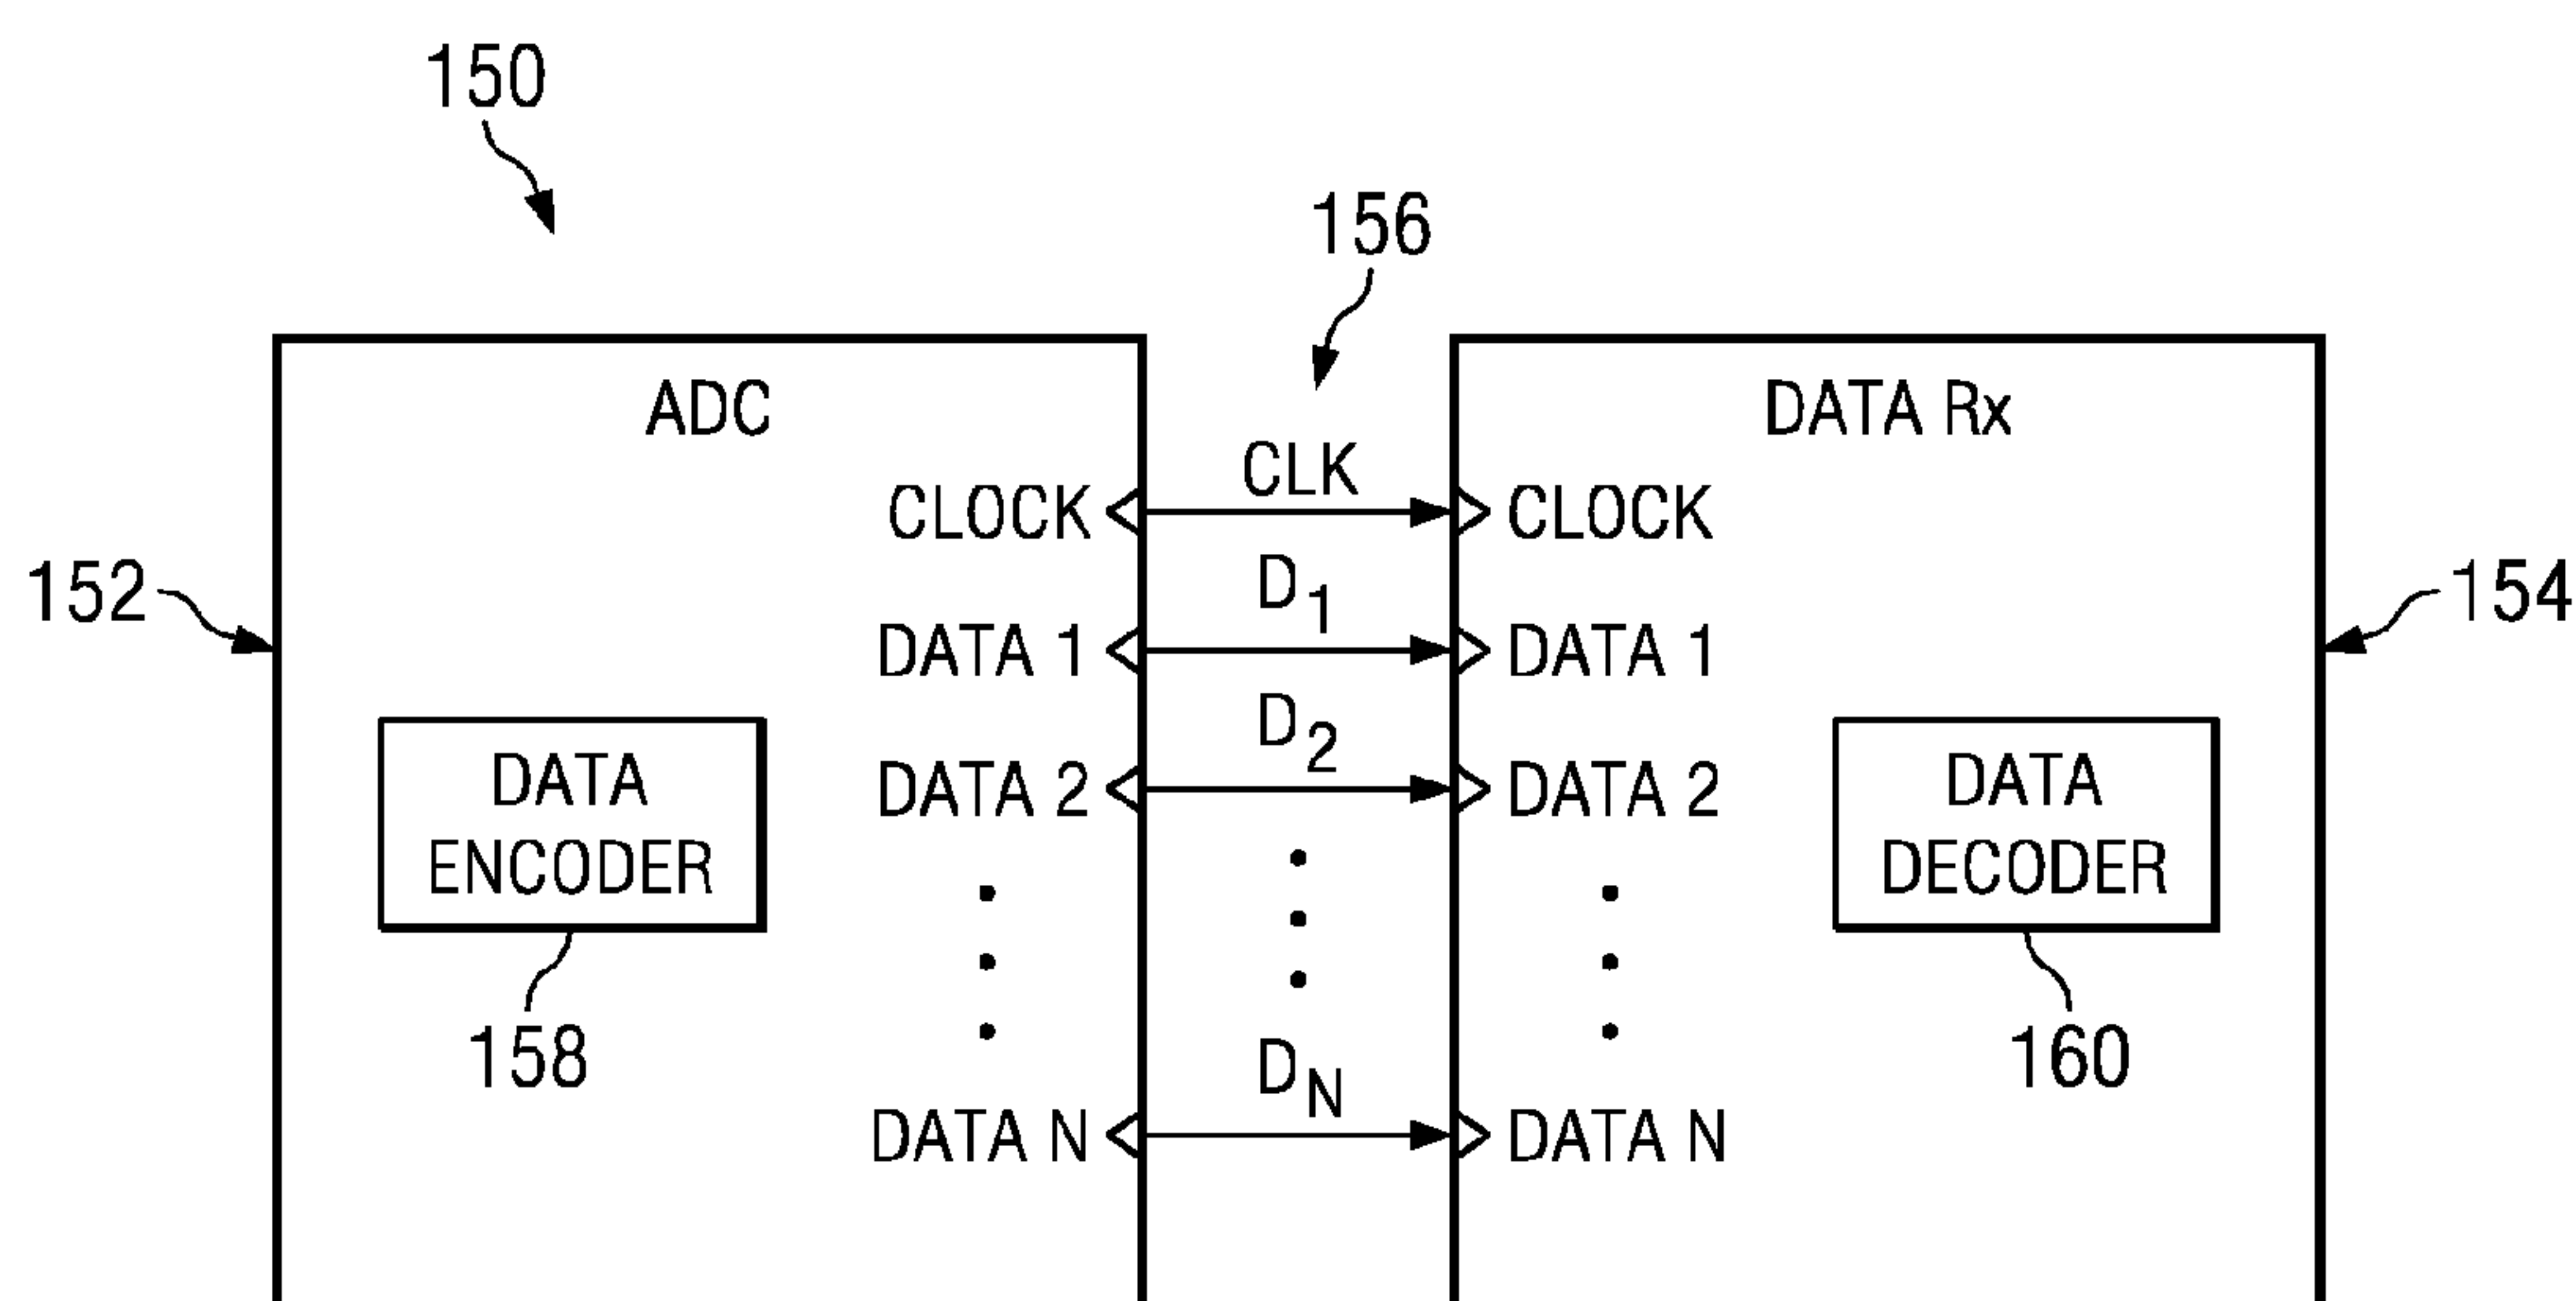 150
156
ADC
DATA Rx
CLOCK
CLK
CLOCK
152
D1
154
DATA 1
DATA 1
D2
DATA 2
DATA 2
DATA
ENCODER
DATA
DECODER
158
DN
160
DATA N
DATA N